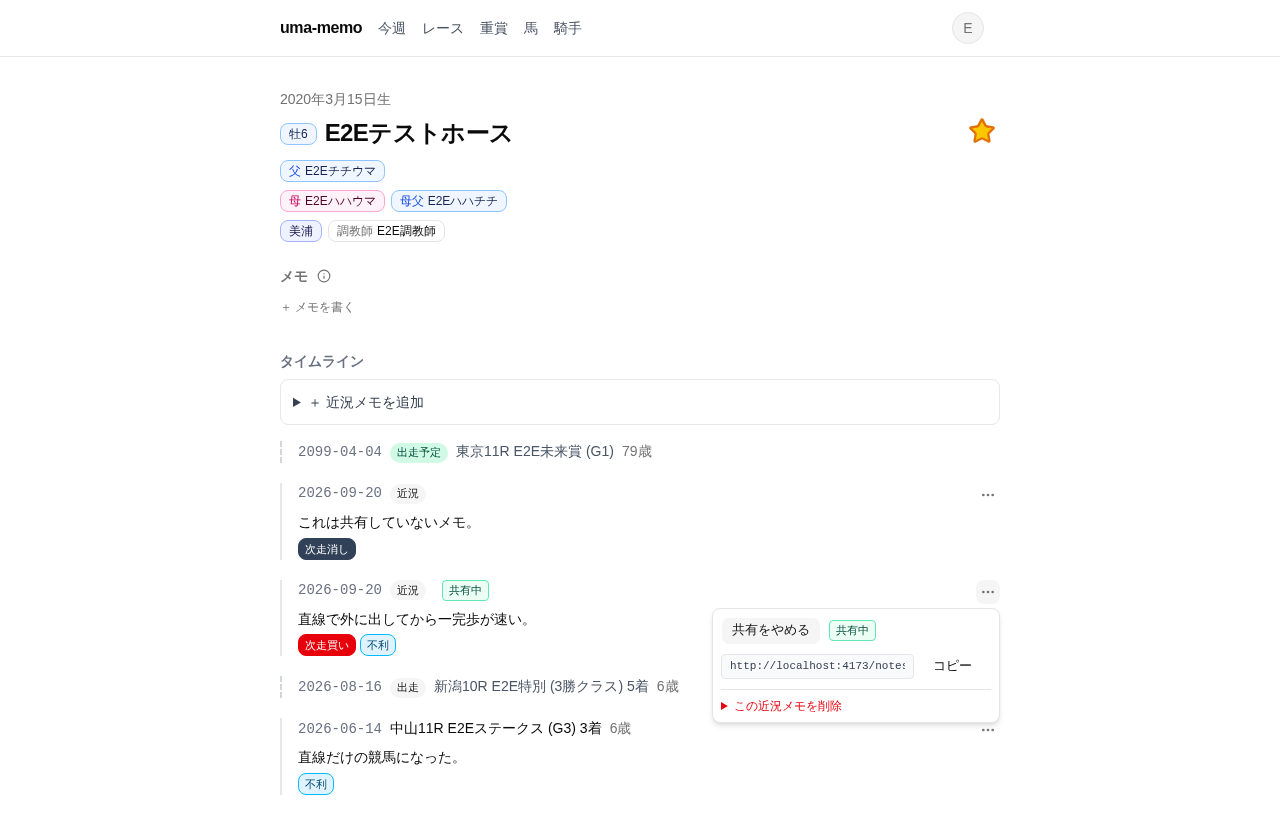 uma-memo 今週 レース 重賞 馬 騎手 E
2020年3月15日生
牡6 E2Eテストホース
父 E2Eチチウマ
母 E2Eハハウマ 母父 E2Eハハチチ
美浦 調教師 E2E調教師
メモ
＋ メモを書く
タイムライン
＋ 近況メモを追加
2099-04-04 出走予定 東京11R E2E未来賞 (G1) 79歳
2026-09-20 近況
これは共有していないメモ。
次走消し
2026-09-20 近況 共有中
直線で外に出してから一完歩が速い。
次走買い 不利
共有をやめる 共有中
http://localhost:4173/notes コピー
この近況メモを削除
2026-08-16 出走 新潟10R E2E特別 (3勝クラス) 5着 6歳
2026-06-14 中山11R E2Eステークス (G3) 3着 6歳
直線だけの競馬になった。
不利